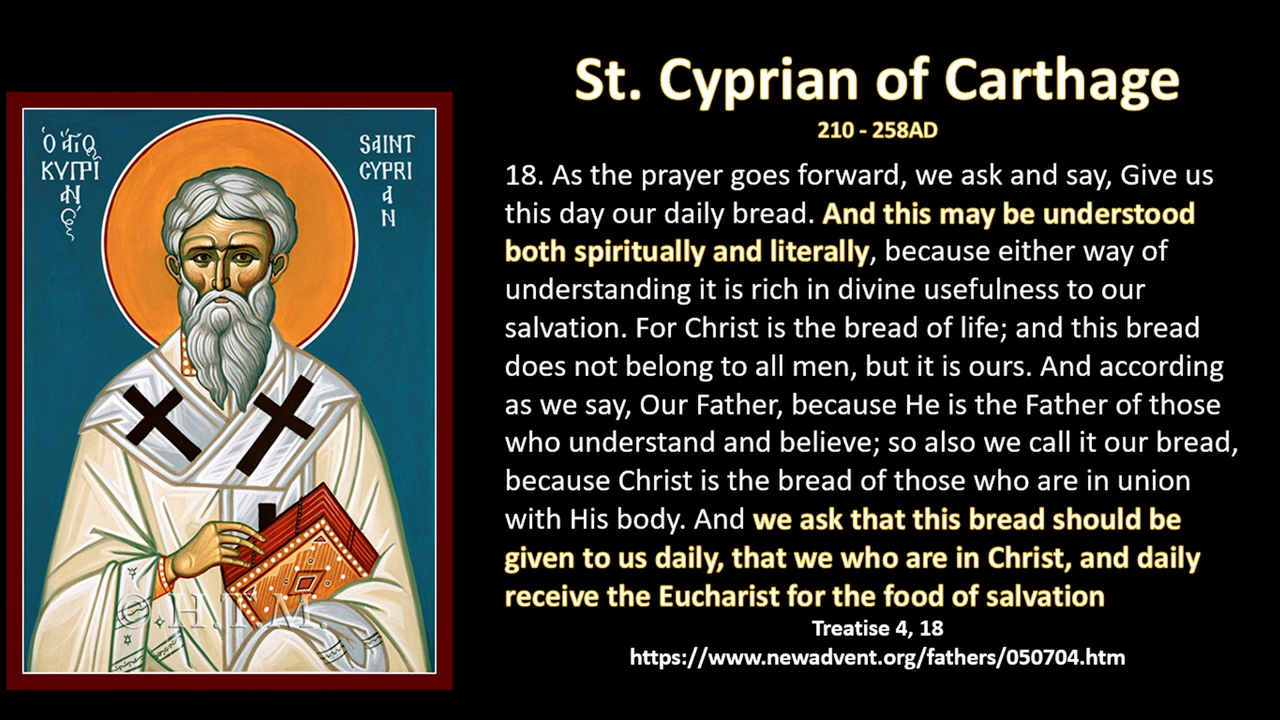 St. Cyprian of Carthage
210 - 258AD
18. As the prayer goes forward, we ask and say, Give us
this day our daily bread. And this may be understood
both spiritually and literally, because either way of
understanding it is rich in divine usefulness to our
salvation. For Christ is the bread of life; and this bread
does not belong to all men, but it is ours. And according
as we say, Our Father, because He is the Father of those
who understand and believe; so also we call it our bread,
because Christ is the bread of those who are in union
with His body. And we ask that this bread should be
given to us daily, that we who are in Christ, and daily
receive the Eucharist for the food of salvation
Treatise 4, 18
https://www.newadvent.org/fathers/050704.htm
SAINT
CYPRI
A
N
© H.T.M.